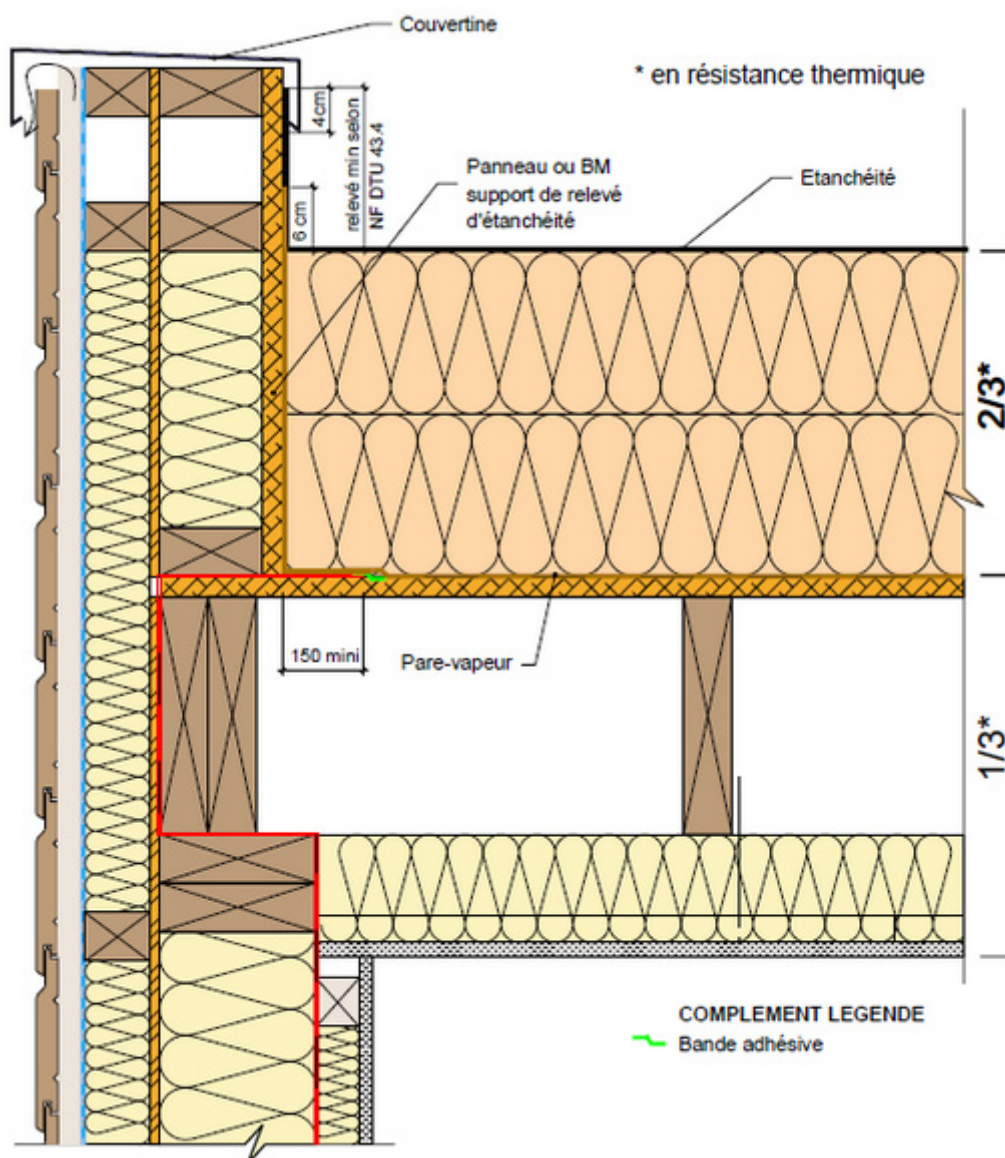 Couvertine
* en résistance thermique
4cm
relevé min selon
NF DTU 43.4
6 cm
Panneau ou BM
support de relevé
d'étanchéité
Etanchéité
2/3*
150 mini
Pare-vapeur
1/3*
COMPLEMENT LEGENDE
Bande adhésive